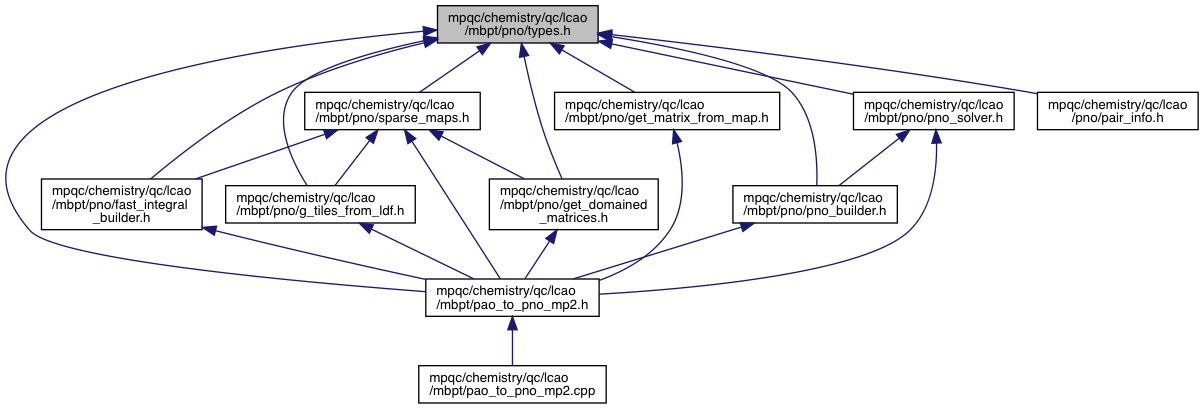 mpqc/chemistry/qc/lcao
/mbpt/pno/types.h
mpqc/chemistry/qc/lcao
/mbpt/pno/sparse_maps.h
mpqc/chemistry/qc/lcao
/mbpt/pno/get_matrix_from_map.h
mpqc/chemistry/qc/lcao
/mbpt/pno/pno_solver.h
mpqc/chemistry/qc/lcao
/pno/pair_info.h
mpqc/chemistry/qc/lcao
/mbpt/pno/fast_integral
_builder.h
mpqc/chemistry/qc/lcao
/mbpt/pno/g_tiles_from_ldf.h
mpqc/chemistry/qc/lcao
/mbpt/pno/get_domained
_matrices.h
mpqc/chemistry/qc/lcao
/mbpt/pno/pno_builder.h
mpqc/chemistry/qc/lcao
/mbpt/pao_to_pno_mp2.h
mpqc/chemistry/qc/lcao
/mbpt/pao_to_pno_mp2.cpp